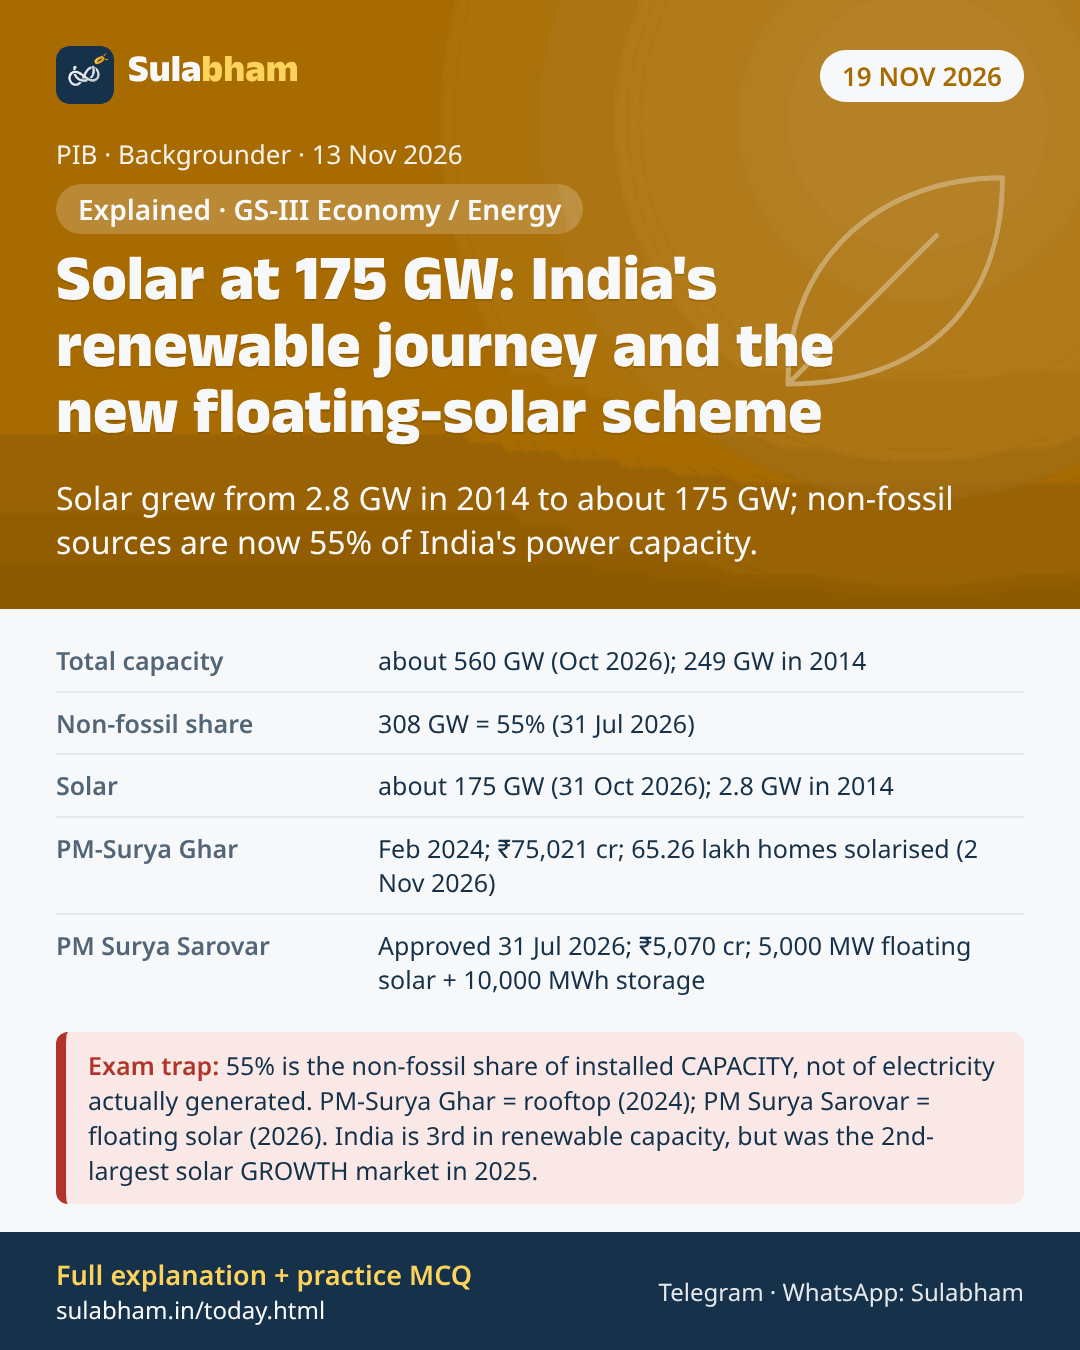 Sulabham
19 NOV 2026
PIB · Backgrounder · 13 Nov 2026
Explained · GS-III Economy / Energy
Solar at 175 GW: India's
renewable journey and the
new floating-solar scheme
Solar grew from 2.8 GW in 2014 to about 175 GW; non-fossil
sources are now 55% of India's power capacity.
Total capacity
about 560 GW (Oct 2026); 249 GW in 2014
Non-fossil share
308 GW = 55% (31 Jul 2026)
Solar
about 175 GW (31 Oct 2026); 2.8 GW in 2014
PM-Surya Ghar
Feb 2024; ₹75,021 cr; 65.26 lakh homes solarised (2
Nov 2026)
PM Surya Sarovar
Approved 31 Jul 2026; ₹5,070 cr; 5,000 MW floating
solar + 10,000 MWh storage
Exam trap: 55% is the non-fossil share of installed CAPACITY, not of electricity
actually generated. PM-Surya Ghar = rooftop (2024); PM Surya Sarovar =
floating solar (2026). India is 3rd in renewable capacity, but was the 2nd-
largest solar GROWTH market in 2025.
Full explanation + practice MCQ
sulabham.in/today.html
Telegram · WhatsApp: Sulabham